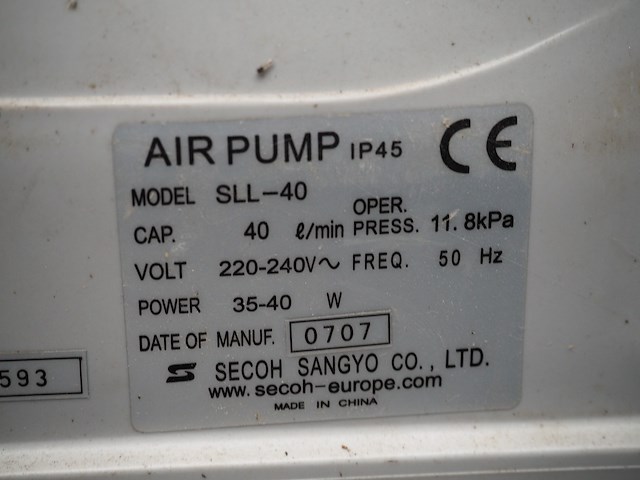 AIR PUMP IP45 CE
MODEL SLL-40
CAP. 40 ℓ/min OPER. PRESS. 11.8kPa
VOLT 220-240V~ FREQ. 50 Hz
POWER 35-40 W
DATE OF MANUF. 0707
593
SECOH SANGYO CO., LTD.
www.secoh-europe.com
MADE IN CHINA